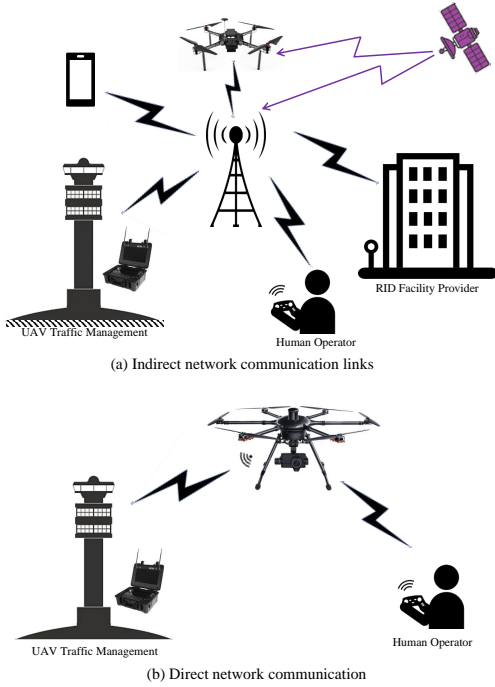 RID Facility Provider
UAV Traffic Management
Human Operator
(a) Indirect network communication links
Human Operator
UAV Traffic Management
(b) Direct network communication